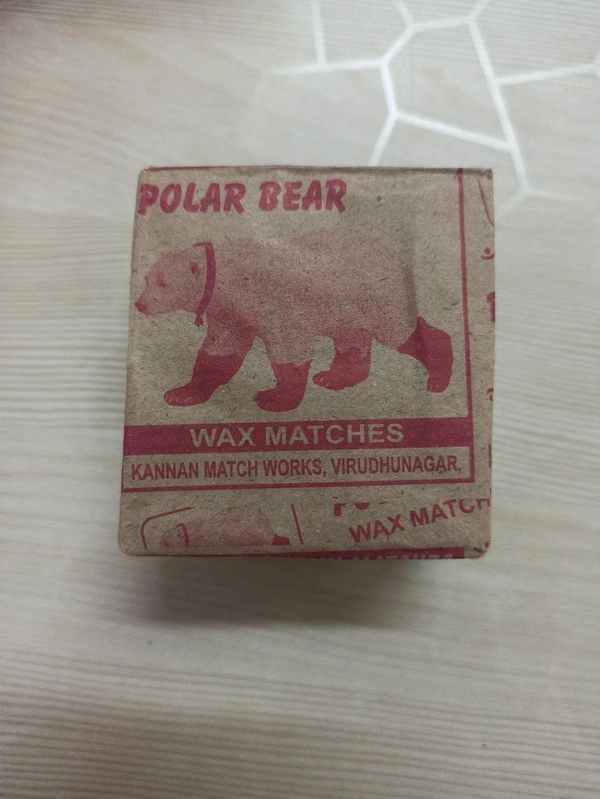 POLAR BEAR
WAX MATCHES
KANNAN MATCH WORKS, VIRUDHUNAGAR.
WAX MATCH